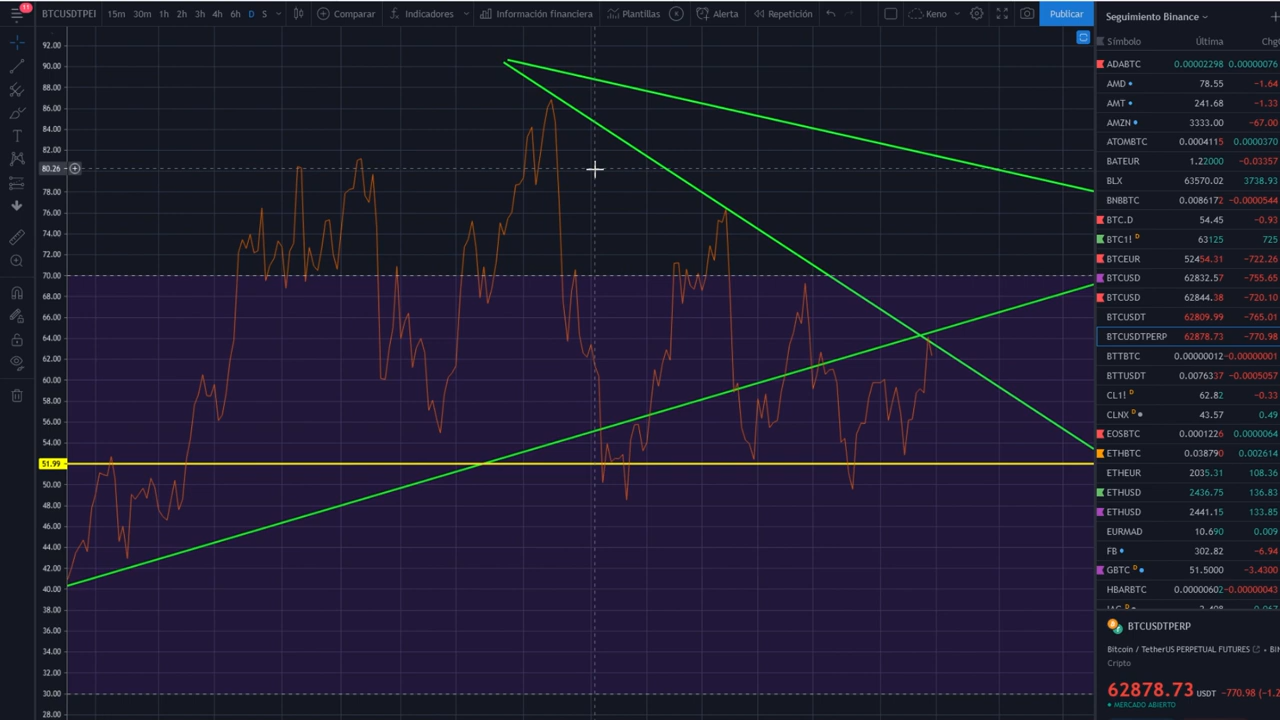 11
BTCUSDTPEI 15m 30m 1h 2h 3h 4h 6h D S Comparar Indicadores Información financiera Plantillas Alerta Repetición Keno Publicar
92.00
90.00
88.00
86.00
84.00
82.00
80.26
78.00
76.00
74.00
72.00
70.00
68.00
66.00
64.00
62.00
60.00
58.00
56.00
54.00
51.99
50.00
48.00
46.00
44.00
42.00
40.00
38.00
36.00
34.00
32.00
30.00
28.00
Seguimiento Binance
Símbolo Última Chg
ADABTC 0.00002298 0.00000076
AMD 78.55 -1.64
AMT 241.68 -1.33
AMZN 3333.00 -67.00
ATOMBTC 0.0004115 0.0000370
BATEUR 1.22000 -0.03357
BLX 63570.02 3738.93
BNBBTC 0.0086172 -0.0000544
BTC.D 54.45 -0.93
BTC1! D 63125 725
BTCEUR 52454.31 -722.26
BTCUSD 62832.57 -755.65
BTCUSD 62844.38 -720.10
BTCUSDT 62809.99 -765.01
BTCUSDTPERP 62878.73 -770.98
BTTBTC 0.00000012 -0.00000001
BTTUSDT 0.0076337 -0.0005057
CL1! D 62.82 -0.33
CLNX D 43.57 0.49
EOSBTC 0.0001226 0.0000064
ETHBTC 0.038790 0.002614
ETHEUR 2035.31 108.36
ETHUSD 2436.75 136.83
ETHUSD 2441.15 133.85
EURMAD 10.690 0.009
FB 302.82 -6.94
GBTC D 51.5000 -3.4300
HBARBTC 0.00000602 -0.00000043
BTCUSDTPERP
Bitcoin / TetherUS PERPETUAL FUTURES • BIN
Cripto
62878.73 USDT -770.98 (-1.2
• MERCADO ABIERTO